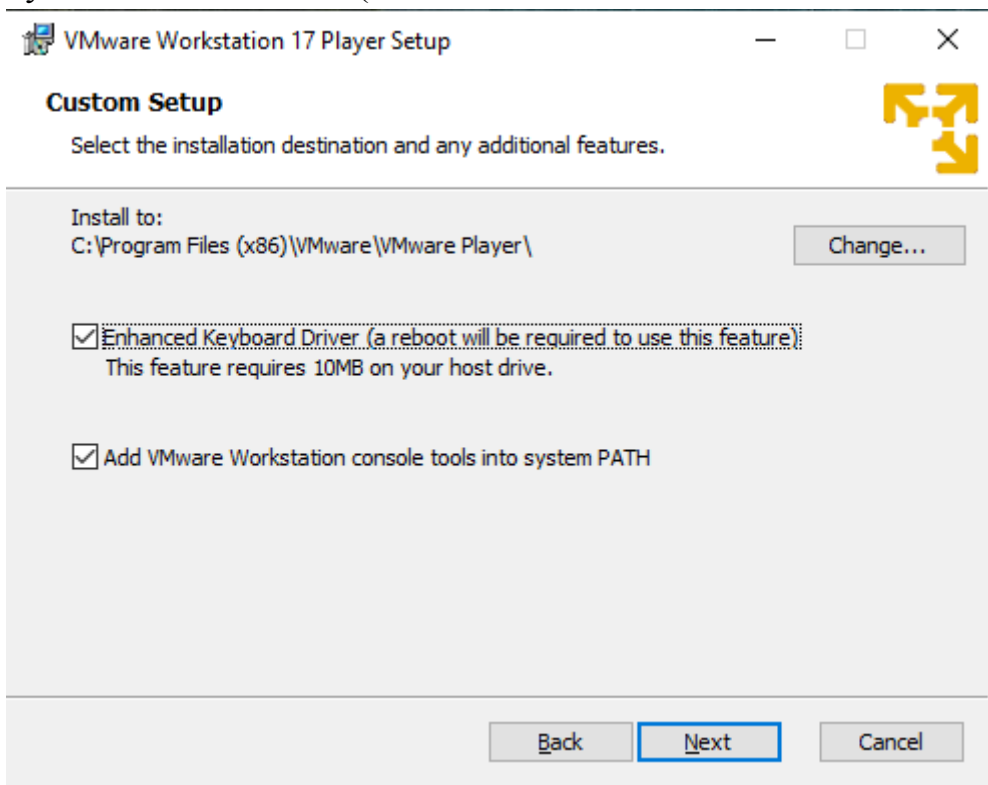 VMware Workstation 17 Player Setup
Custom Setup
Select the installation destination and any additional features.
Install to:
C:\Program Files (x86)\VMware\VMware Player\
Change...
Enhanced Keyboard Driver (a reboot will be required to use this feature)
This feature requires 10MB on your host drive.
Add VMware Workstation console tools into system PATH
Back Next Cancel